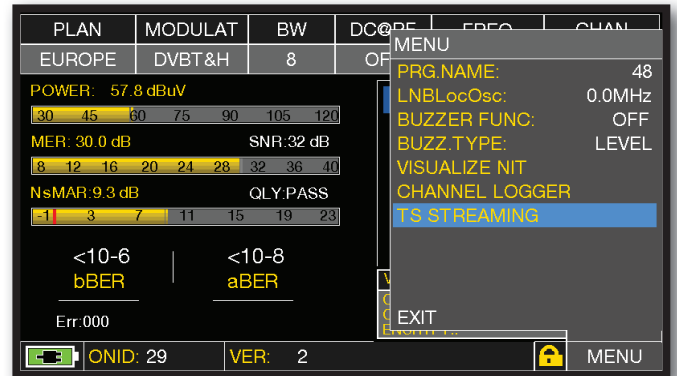 PLAN MODULAT BW
EUROPE DVBT&H 8
MENU
PRG.NAME: 48
LNBLocOsc: 0.0MHz
BUZZER FUNC: OFF
BUZZ.TYPE: LEVEL
VISUALIZE NIT
CHANNEL LOGGER
TS STREAMING
EXIT
POWER: 57.8 dBuV
30 45 60 75 90 105 120
MER: 30.0 dB SNR:32 dB
8 12 16 20 24 28 32 36 40
NsMAR:9.3 dB QLY:PASS
-1 3 7 11 15 19 23
<10-6 <10-8
bBER aBER
Err:000
ONID: 29 VER: 2 MENU